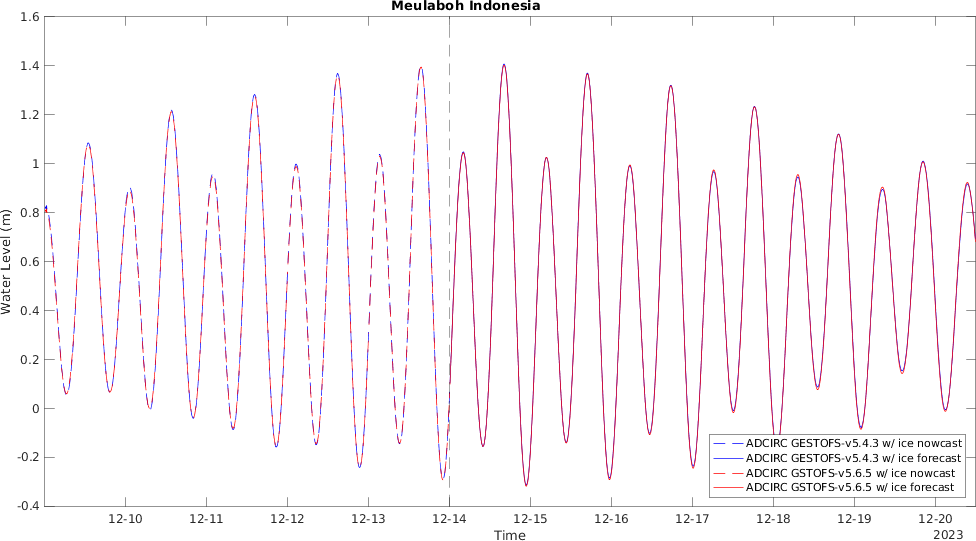 Meulaboh Indonesia
1.6
1.4
1.2
1
0.8
0.6
0.4
0.2
0
-0.2
-0.4
Water Level (m)
ADCIRC GESTOFS-v5.4.3 w/ ice nowcast
ADCIRC GESTOFS-v5.4.3 w/ ice forecast
ADCIRC GSTOFS-v5.6.5 w/ ice nowcast
ADCIRC GSTOFS-v5.6.5 w/ ice forecast
12-10 12-11 12-12 12-13 12-14 12-15 12-16 12-17 12-18 12-19 12-20
2023
Time